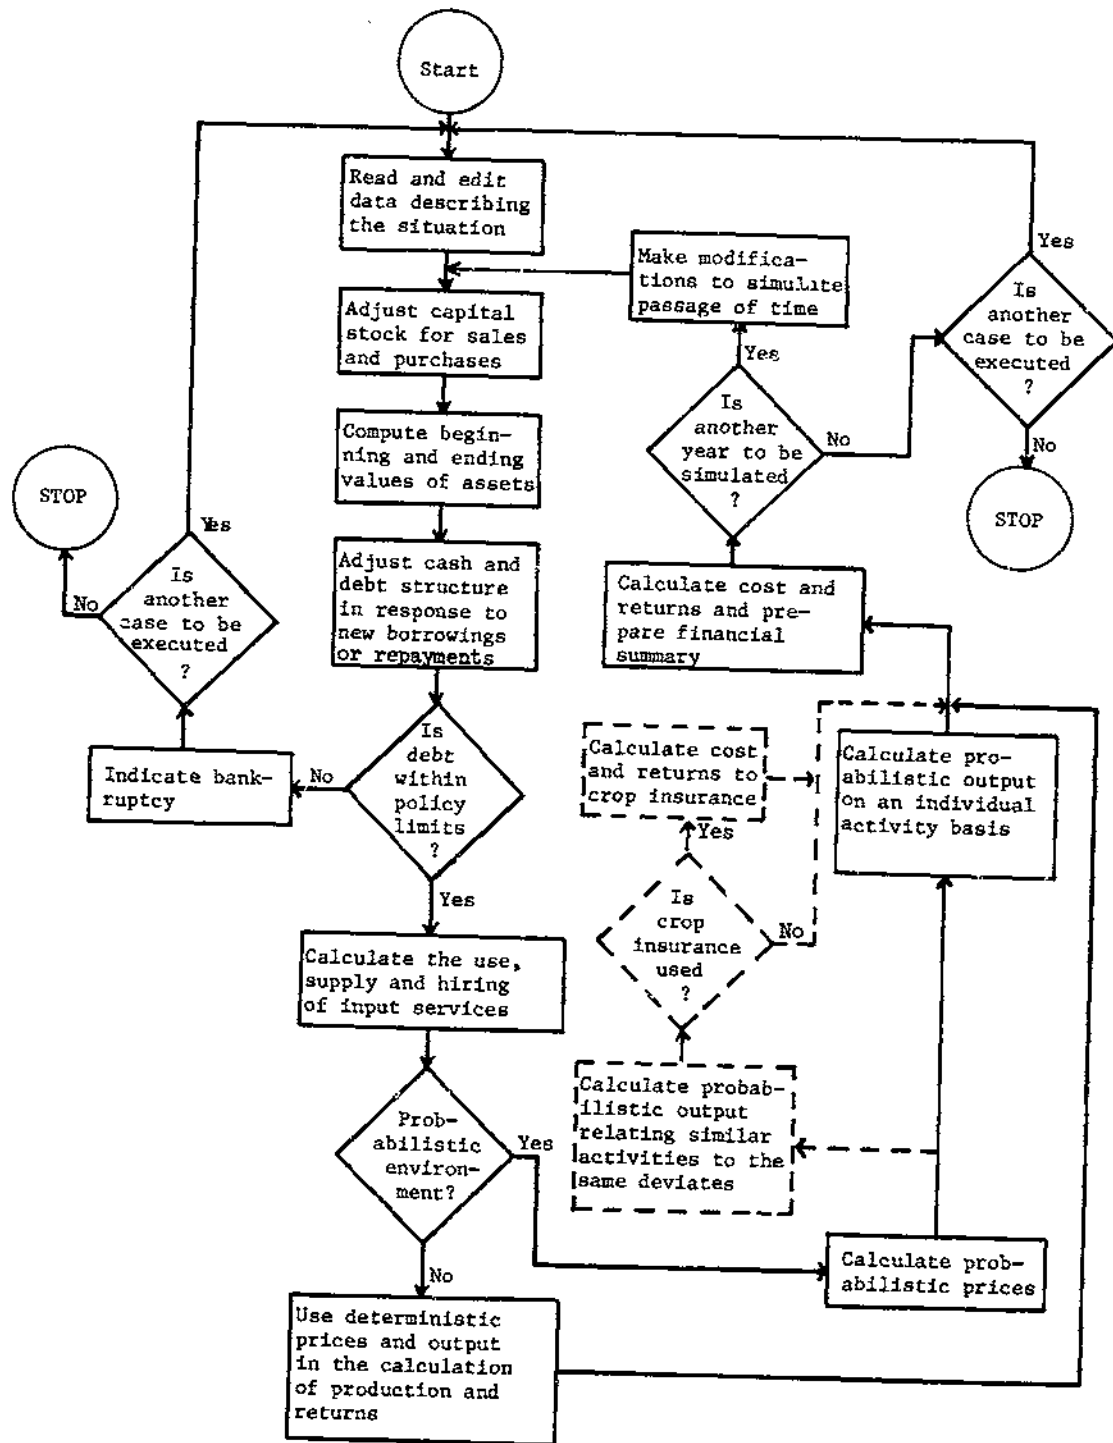 Start
Read and edit
data describing
the situation
Adjust capital
stock for sales
and purchases
Compute begin-
ning and ending
values of assets
Adjust cash and
debt structure
in response to
new borrowings
or repayments
Is
debt
within
policy
limits
?
No
Indicate bank-
ruptcy
Is
another
case to be
executed
?
No
STOP
Yes
Yes
Calculate the use,
supply and hiring
of input services
Prob-
abilistic
environ-
ment?
Yes
No
Use deterministic
prices and output
in the calculation
of production and
returns
Calculate prob-
abilistic prices
Calculate probab-
ilistic output
relating similar
activities to the
same deviates
Is
crop
insurance
used
?
Yes
No
Calculate cost
and returns to
crop insurance
Calculate pro-
babilistic output
on an individual
activity basis
Calculate cost and
returns and pre-
pare financial
summary
Is
another
year to be
simulated
?
Yes
No
Make modifica-
tions to simulate
passage of time
Is
another
case to be
executed
?
Yes
No
STOP